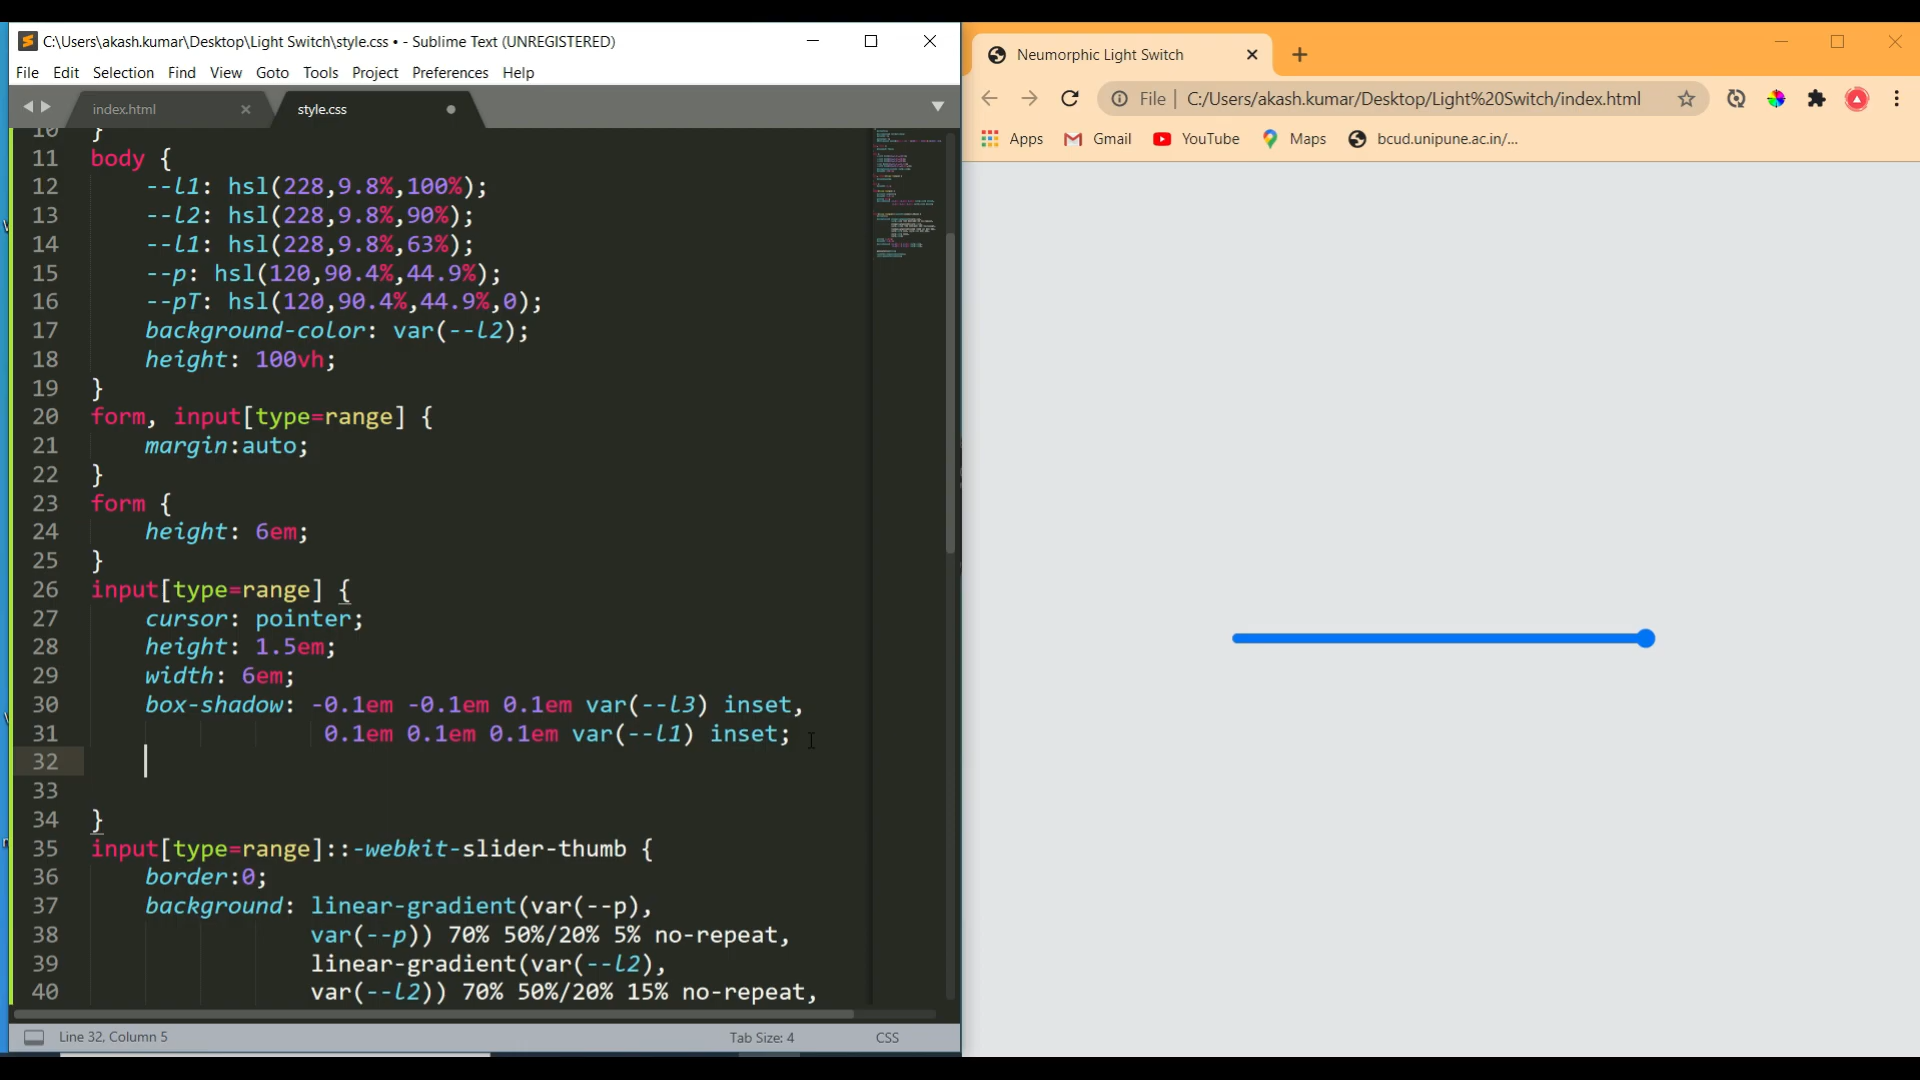 C:\Users\akash.kumar\Desktop\Light Switch\style.css • - Sublime Text (UNREGISTERED)
File Edit Selection Find View Goto Tools Project Preferences Help
index.html
style.css
10 }
11 body {
12 --l1: hsl(228,9.8%,100%);
13 --l2: hsl(228,9.8%,90%);
14 --l1: hsl(228,9.8%,63%);
15 --p: hsl(120,90.4%,44.9%);
16 --pT: hsl(120,90.4%,44.9%,0);
17 background-color: var(--l2);
18 height: 100vh;
19 }
20 form, input[type=range] {
21 margin:auto;
22 }
23 form {
24 height: 6em;
25 }
26 input[type=range] {
27 cursor: pointer;
28 height: 1.5em;
29 width: 6em;
30 box-shadow: -0.1em -0.1em 0.1em var(--l3) inset,
31 0.1em 0.1em 0.1em var(--l1) inset;
32
33
34 }
35 input[type=range]::-webkit-slider-thumb {
36 border:0;
37 background: linear-gradient(var(--p),
38 var(--p)) 70% 50%/20% 5% no-repeat,
39 linear-gradient(var(--l2),
40 var(--l2)) 70% 50%/20% 15% no-repeat,
Line 32, Column 5
Tab Size: 4
CSS
Neumorphic Light Switch
File | C:/Users/akash.kumar/Desktop/Light%20Switch/index.html
Apps Gmail YouTube Maps bcud.unipune.ac.in/...